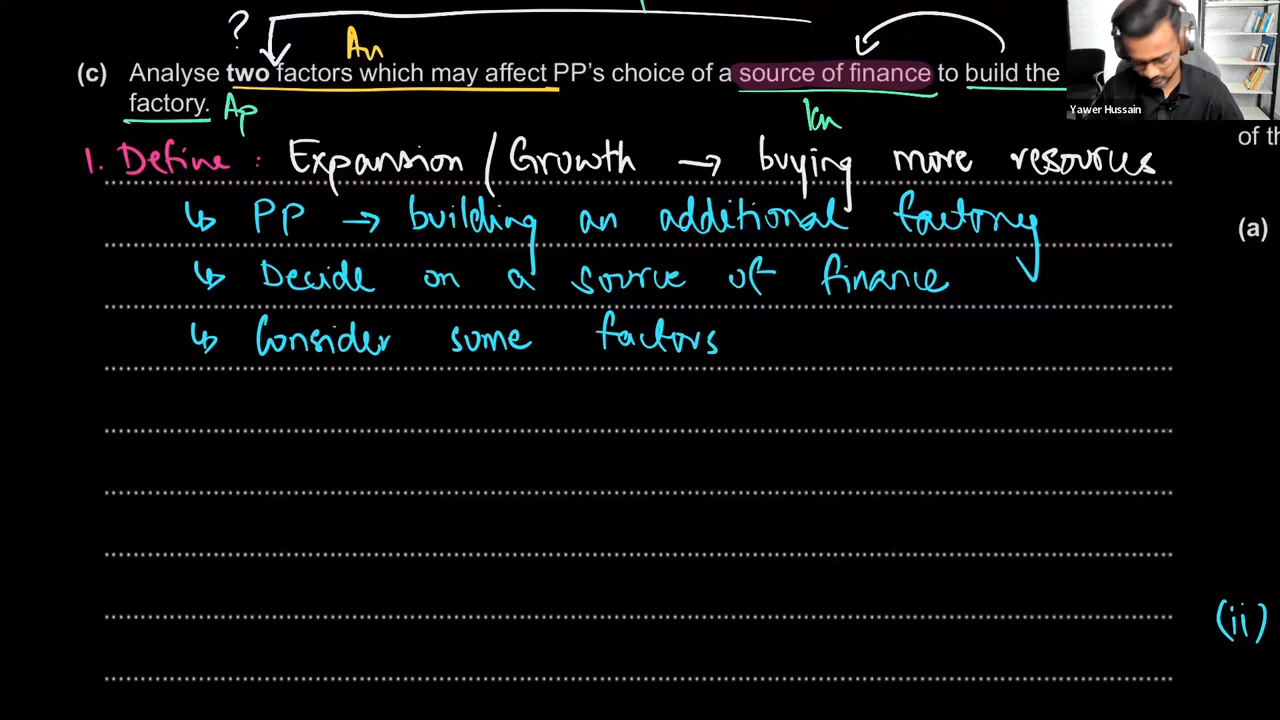 ?
An
(c) Analyse two factors which may affect PP's choice of a source of finance to build the
factory. Ap
Kn
Yawer Hussain
of th
1. Define : Expansion / Growth → buying more resources
↳ PP → building an additional factory
(a)
↳ Decide on a source of finance
↳ Consider some factors
(ii)